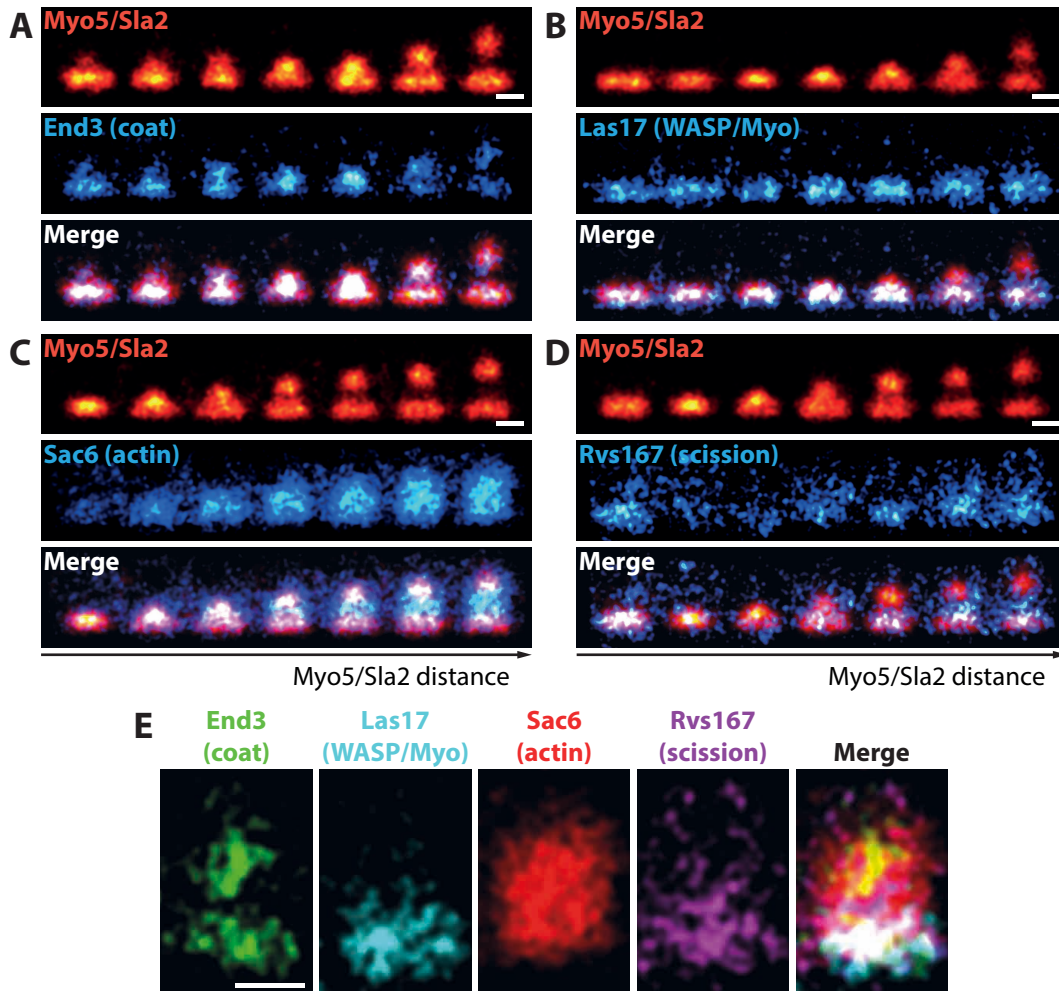 A
Myo5/Sla2
End3 (coat)
Merge
B
Myo5/Sla2
Las17 (WASP/Myo)
Merge
C
Myo5/Sla2
Sac6 (actin)
Merge
Myo5/Sla2 distance
D
Myo5/Sla2
Rvs167 (scission)
Merge
Myo5/Sla2 distance
E
End3
(coat)
Las17
(WASP/Myo)
Sac6
(actin)
Rvs167
(scission)
Merge